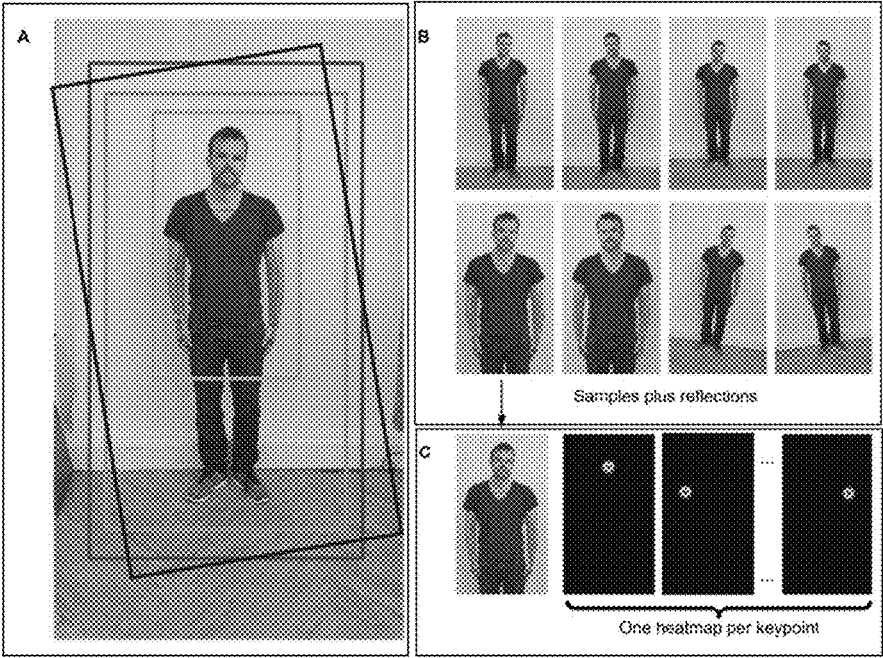 A
B
Samples plus reflections
C
...
...
One heatmap per keypoint